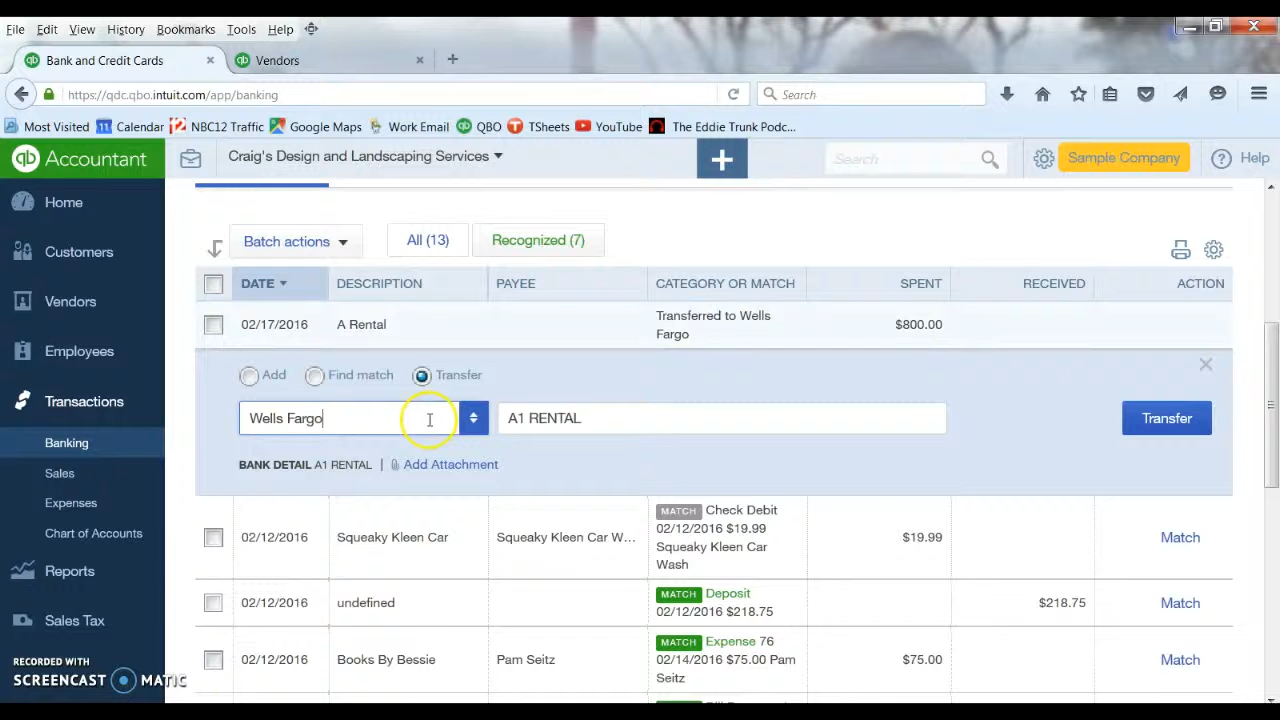 File Edit View History Bookmarks Tools Help
Bank and Credit Cards × Vendors × +
https://qdc.qbo.intuit.com/app/banking Search
Most Visited Calendar NBC12 Traffic Google Maps Work Email QBO TSheets YouTube The Eddie Trunk Podc...
qb Accountant Craig's Design and Landscaping Services + Search Sample Company ? Help
Home
Customers
Vendors
Employees
Transactions
Banking
Sales
Expenses
Chart of Accounts
Reports
Sales Tax
Batch actions All (13) Recognized (7)
DATE DESCRIPTION PAYEE CATEGORY OR MATCH SPENT RECEIVED ACTION
02/17/2016 A Rental Transferred to Wells $800.00
Fargo
Add Find match Transfer
Wells Fargo A1 RENTAL Transfer
BANK DETAIL A1 RENTAL | Add Attachment
MATCH Check Debit
02/12/2016 Squeaky Kleen Car Squeaky Kleen Car W... 02/12/2016 $19.99 $19.99 Match
Squeaky Kleen Car
Wash
MATCH Deposit
02/12/2016 undefined 02/12/2016 $218.75 $218.75 Match
MATCH Expense 76
02/12/2016 Books By Bessie Pam Seitz 02/14/2016 $75.00 Pam $75.00 Match
Seitz
RECORDED WITH
SCREENCAST MATIC